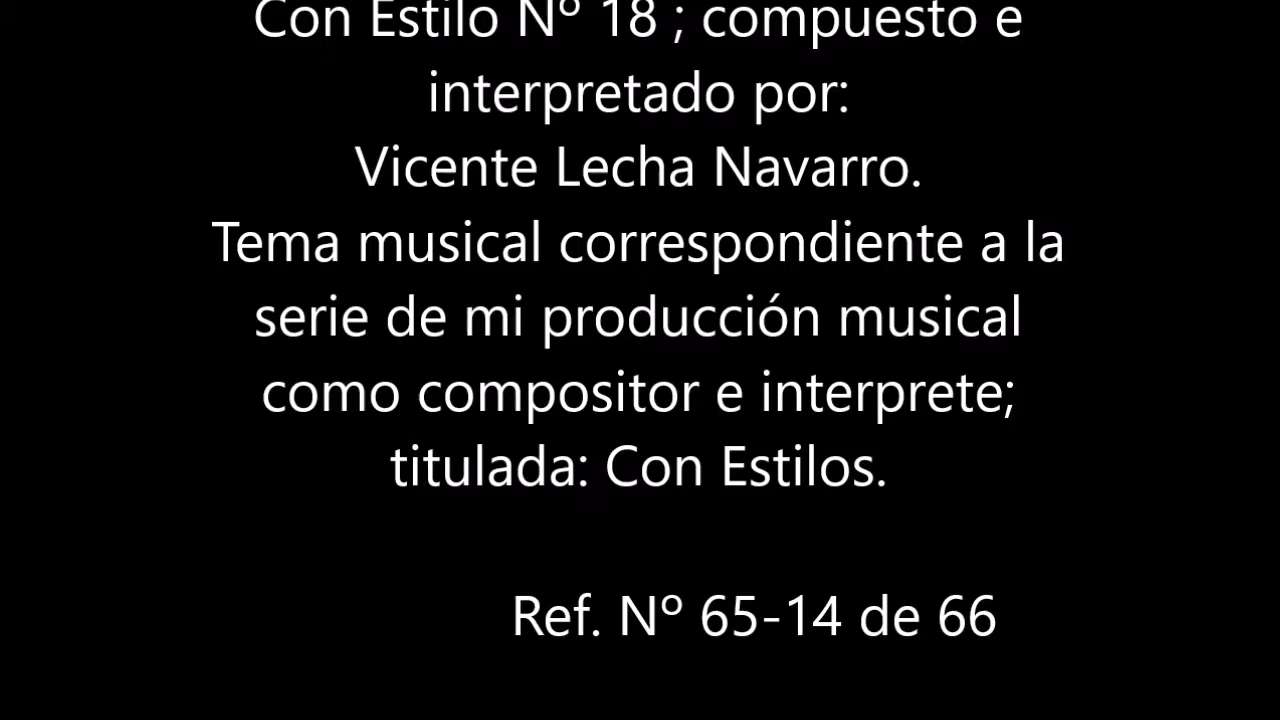 Con Estilo Nº 18 ; compuesto e
interpretado por:
Vicente Lecha Navarro.
Tema musical correspondiente a la
serie de mi producción musical
como compositor e interprete;
titulada: Con Estilos.
Ref. Nº 65-14 de 66